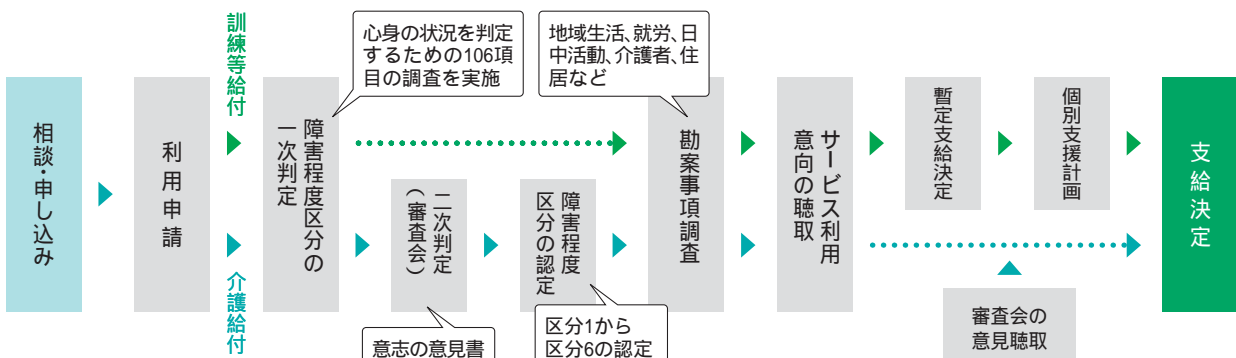 相談・申し込み
利用申請
訓練等給付
介護給付
障害程度区分の
一次判定
心身の状況を判定
するための106項
目の調査を実施
二次判定
（審査会）
意志の意見書
障害程度
区分の認定
区分1から
区分6の認定
地域生活、就労、日
中活動、介護者、住
居など
勘案事項調査
サービス利用
意向の聴取
暫定支給決定
個別支援計画
審査会の
意見聴取
支給決定